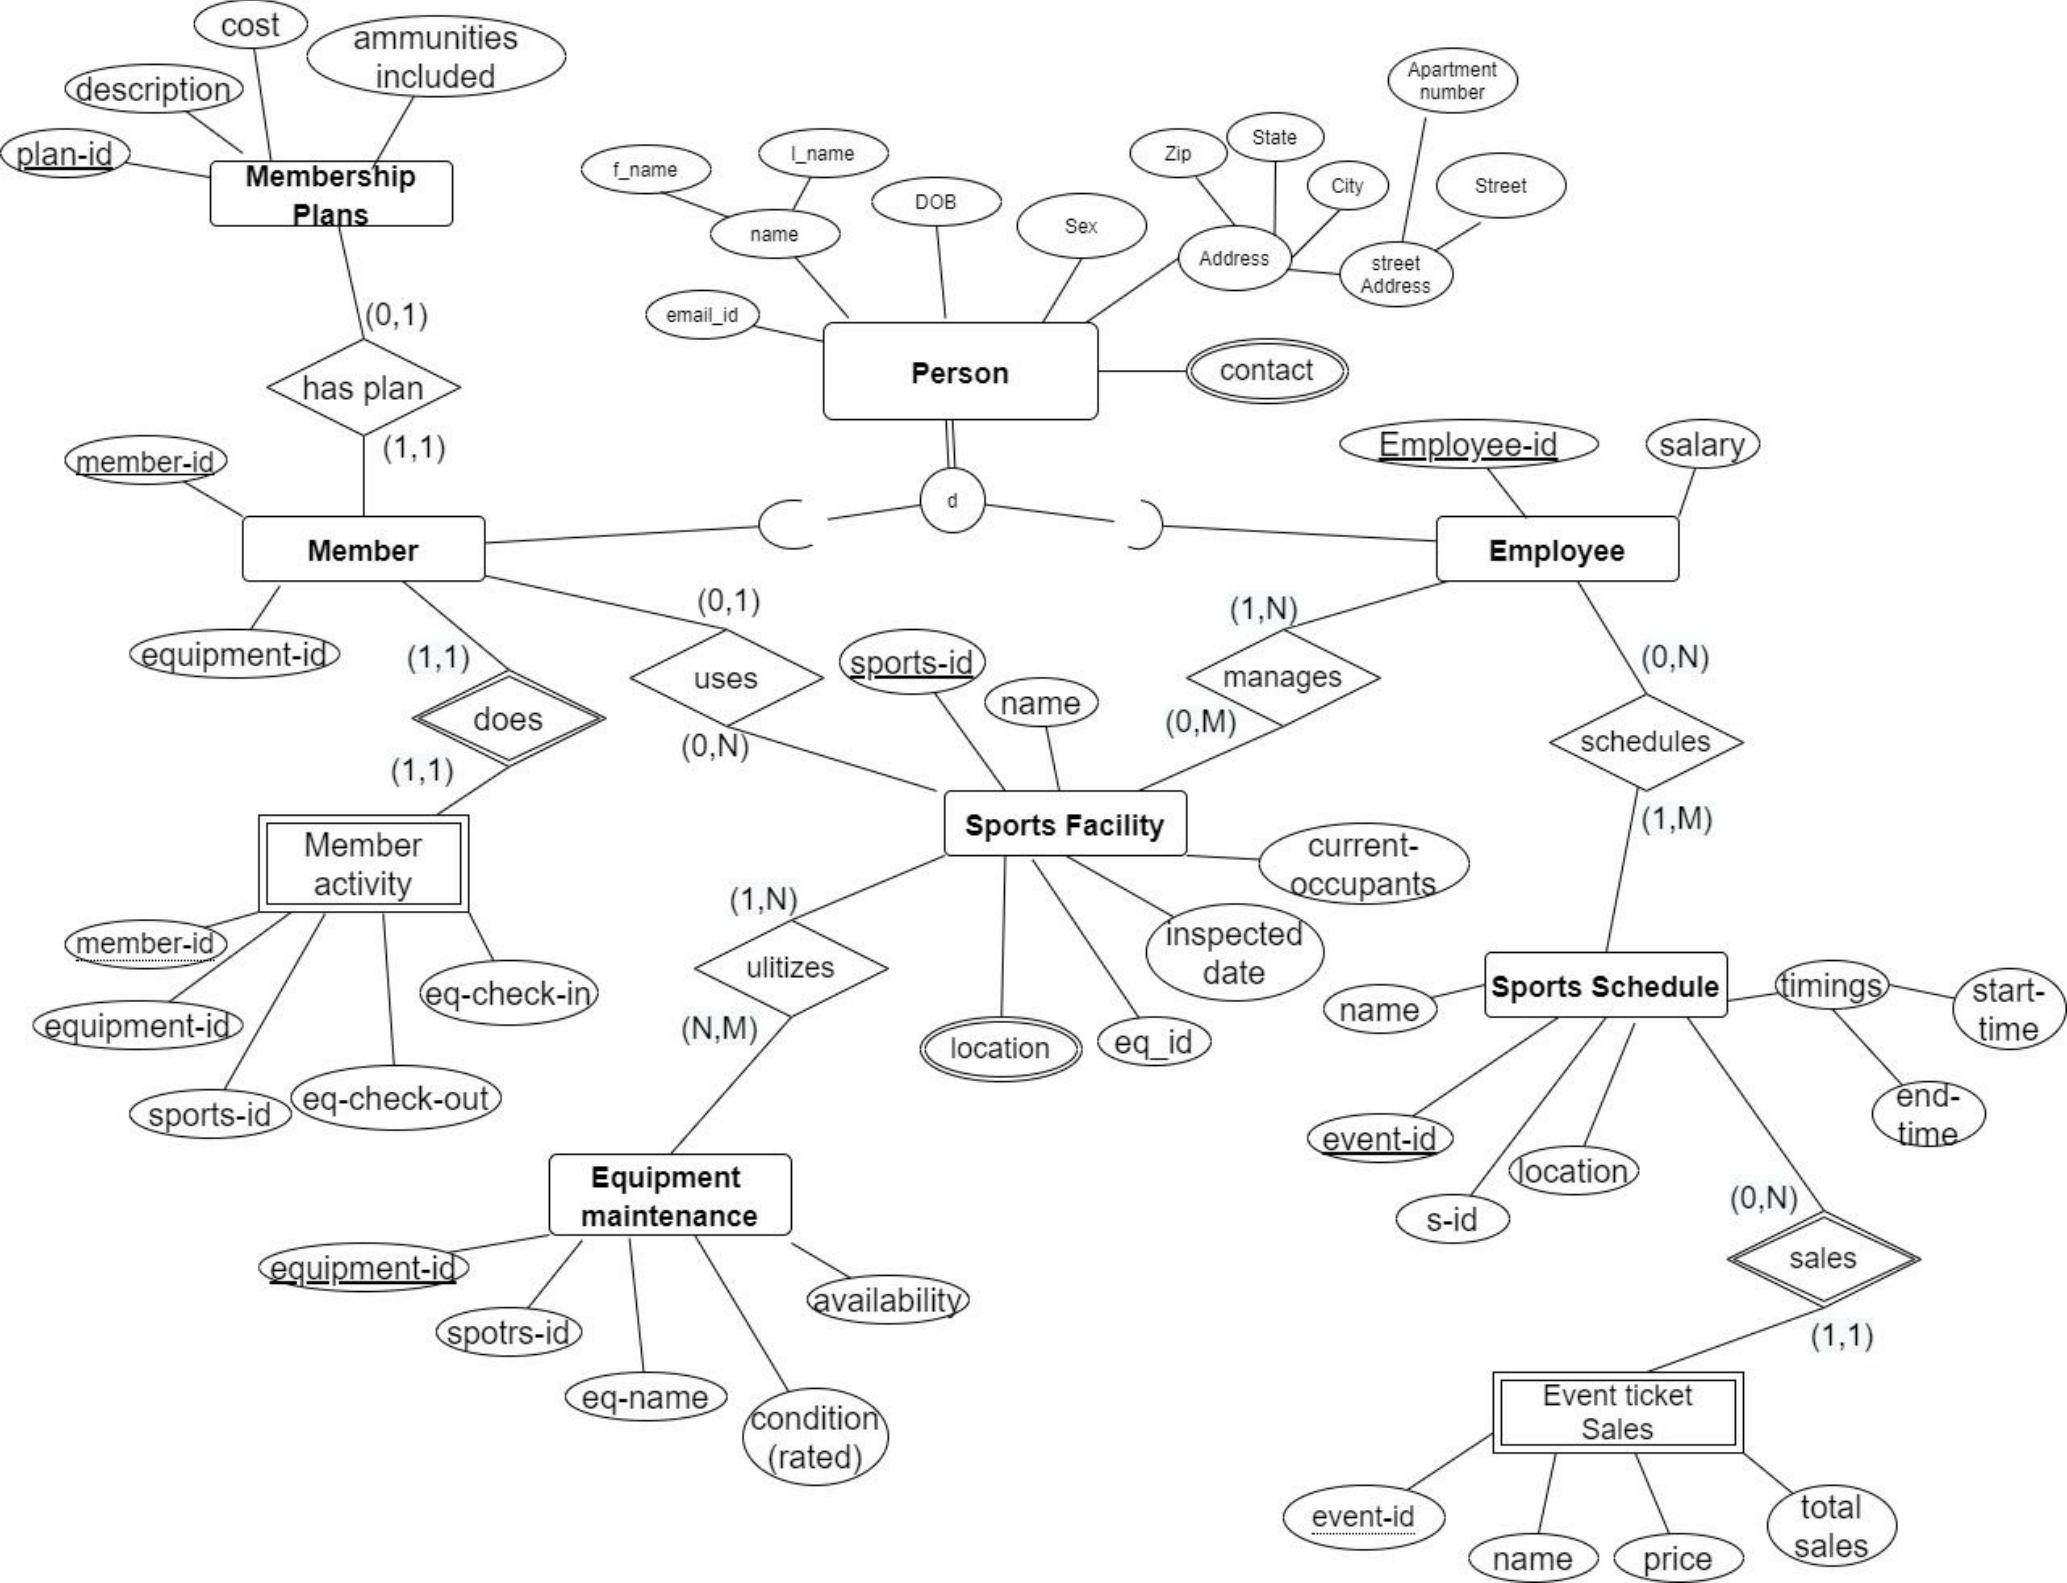 cost
ammunities
included
description
plan-id
Membership
Plans
(0,1)
has plan
(1,1)
member-id
Member
equipment-id
f_name
l_name
name
DOB
Sex
Zip
State
City
Address
Apartment
number
Street
street
Address
email_id
Person
contact
d
Employee-id
salary
Employee
(1,1)
does
(1,1)
(0,1)
uses
(0,N)
sports-id
name
(1,N)
manages
(0,M)
(0,N)
schedules
(1,M)
Sports Facility
current-
occupants
inspected
date
eq_id
location
Member
activity
member-id
equipment-id
sports-id
eq-check-out
eq-check-in
(1,N)
ulitizes
(N,M)
Equipment
maintenance
equipment-id
spotrs-id
eq-name
condition
(rated)
availability
Sports Schedule
name
timings
start-
time
end-
time
event-id
s-id
location
(0,N)
sales
(1,1)
Event ticket
Sales
event-id
name
price
total
sales